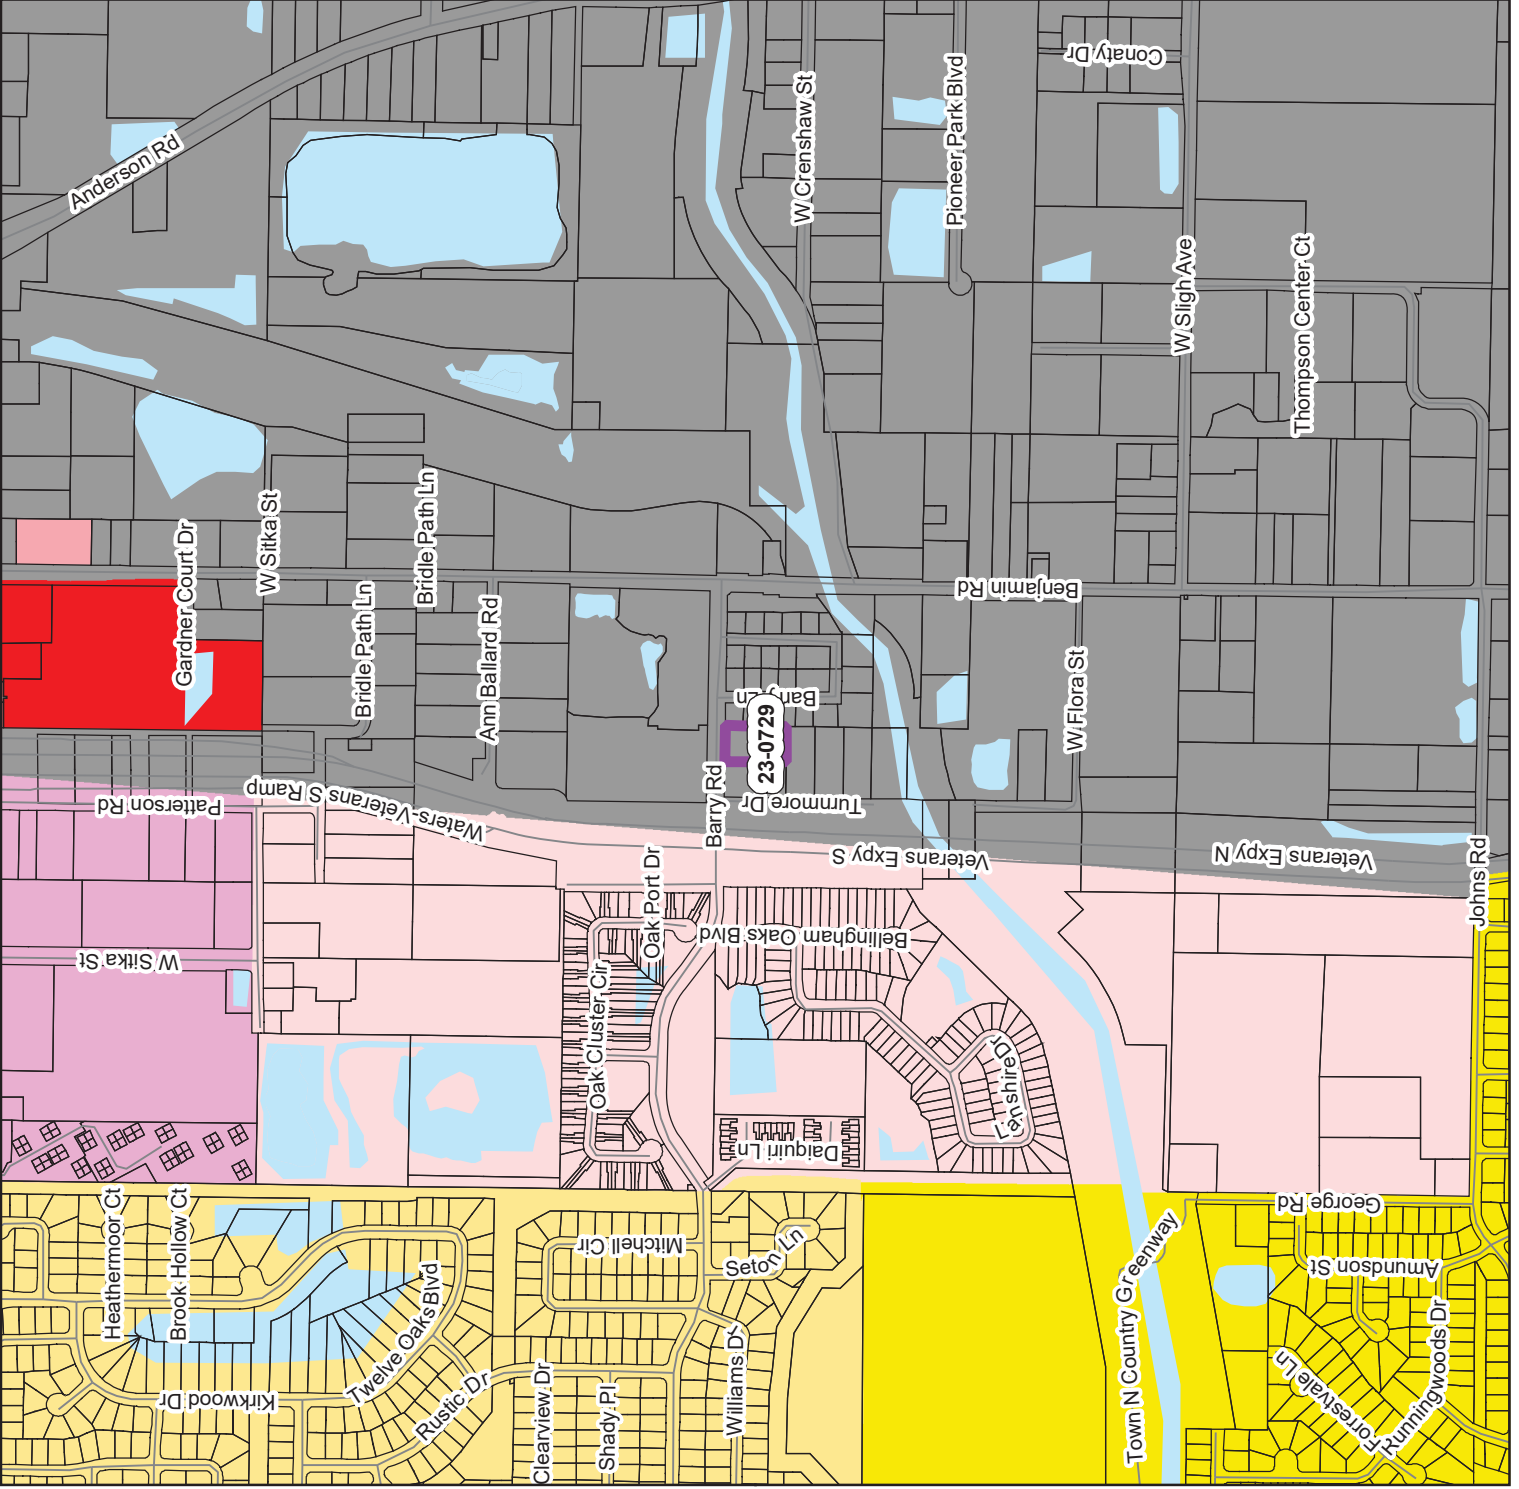 Conaty Dr
Anderson Rd
W Crenshaw St
Pioneer Park Blvd
W Sligh Ave
Thompson Center Ct
Gardner Court Dr
W Sitka St
Bridle Path Ln
Bridle Path Ln
Ann Ballard Rd
Benjamin Rd
W Flora St
Barry Ln
23-0729
Barry Rd
Turnmore Dr
Patterson Rd
Waters-Veterans S Ramp
Veterans Expy S
Veterans Expy N
Johns Rd
W Sitka St
Oak Port Dr
Bellingham Oaks Blvd
Oak Cluster Cir
Lanshire Dr
Daiquiri Ln
Heathermoor Ct
Brook Hollow Ct
Mitchell Cir
Seton Ln
George Rd
Town N Country Greenway
Amundson St
Twelve Oaks Blvd
Kirkwood Dr
Rustic Dr
Clearview Dr
Shady Pl
Williams Dr
Forrestvale Ln
Runningwoods Dr